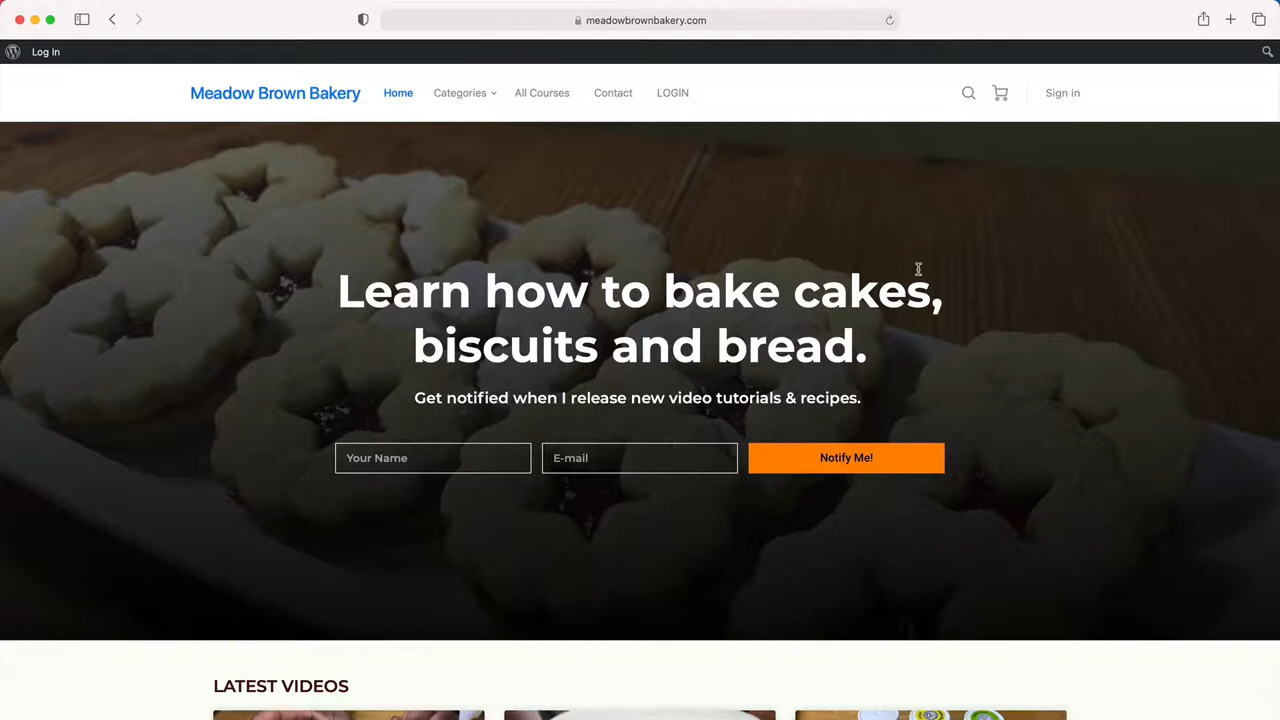 meadowbrownbakery.com
Log In
Meadow Brown Bakery Home Categories All Courses Contact LOGIN Sign in
Learn how to bake cakes,
biscuits and bread.
Get notified when I release new video tutorials & recipes.
Your Name E-mail Notify Me!
LATEST VIDEOS